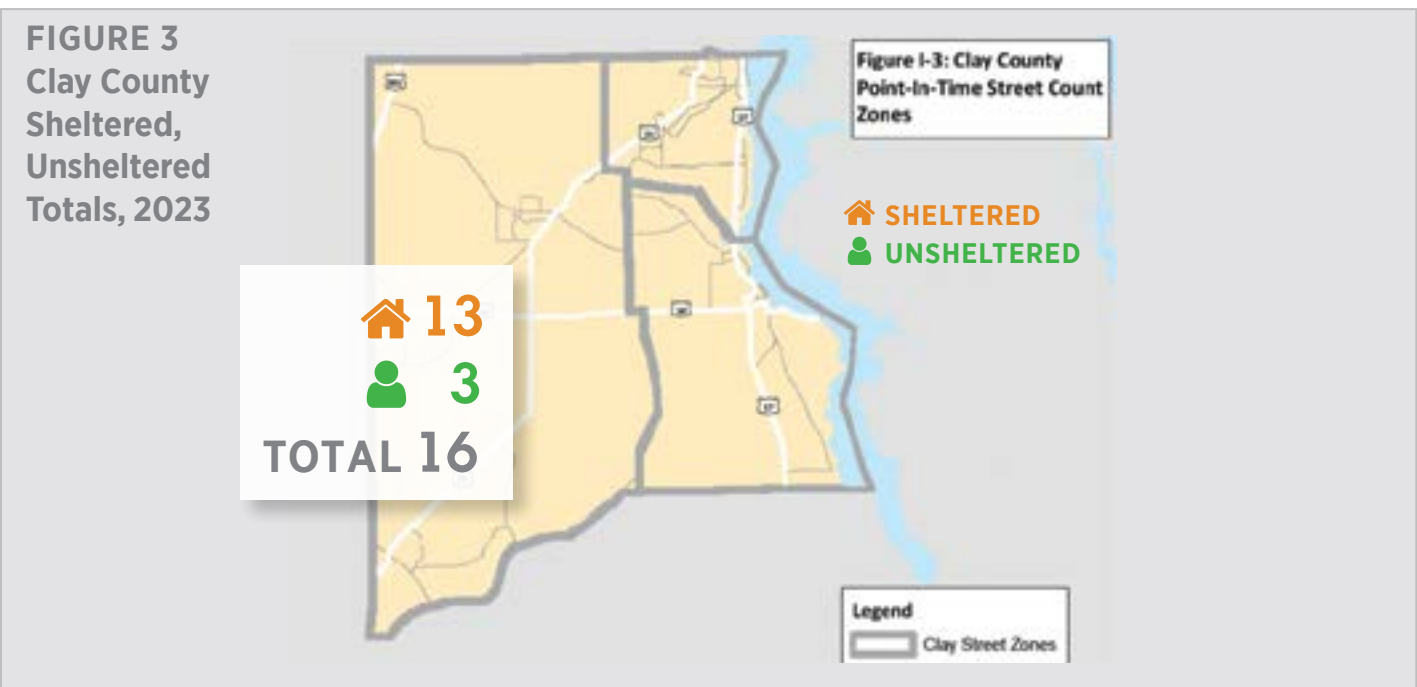 FIGURE 3
Clay County
Sheltered,
Unsheltered
Totals, 2023
Figure I-3: Clay County
Point-In-Time Street Count
Zones
SHELTERED
UNSHELTERED
13
3
TOTAL 16
Legend
Clay Street Zones